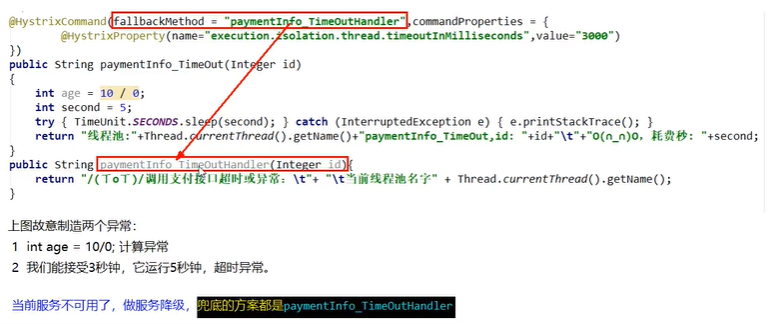 @HystrixCommand(fallbackMethod = "paymentInfo_TimeOutHandler",commandProperties = {
@HystrixProperty(name="execution.isolation.thread.timeoutInMilliseconds",value="3000")
})
public String paymentInfo_TimeOut(Integer id)
{
int age = 10 / 0;
int second = 5;
try { TimeUnit.SECONDS.sleep(second); } catch (InterruptedException e) { e.printStackTrace(); }
return "线程池:"+Thread.currentThread().getName()+"paymentInfo_TimeOut,id: "+id+"\t"+"O(∩_∩)O，耗费秒: "+second;
}
public String paymentInfo_TimeOutHandler(Integer id){
return "/(ㄒoㄒ)/调用支付接口超时或异常：\t"+ "\t当前线程池名字" + Thread.currentThread().getName();
}
上图故意制造两个异常：
1 int age = 10/0; 计算异常
2 我们能接受3秒钟，它运行5秒钟，超时异常。
当前服务不可用了，做服务降级，兜底的方案都是paymentInfo_TimeOutHandler